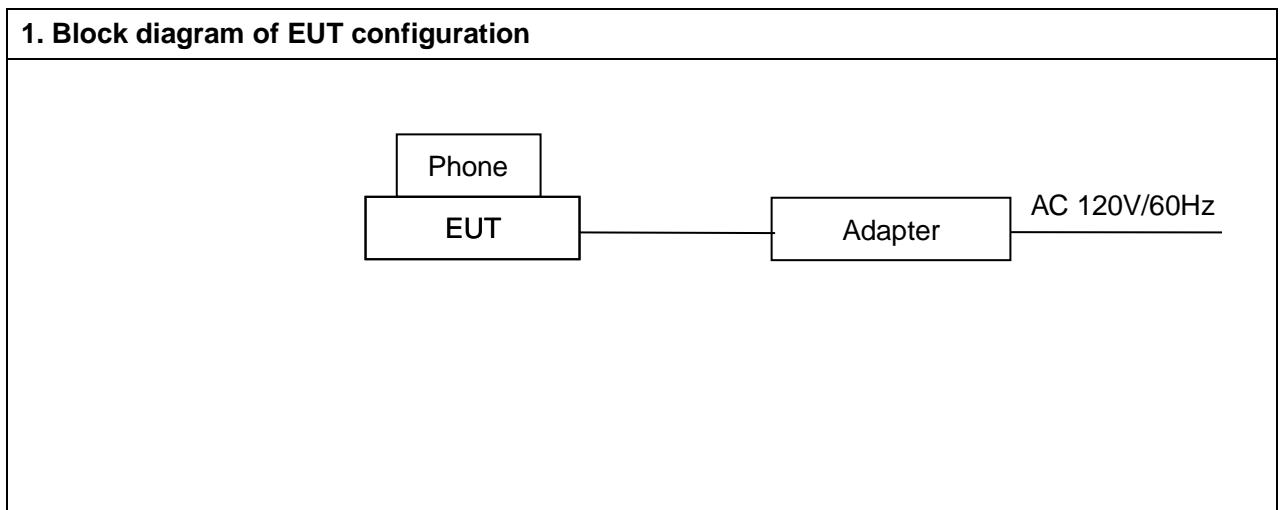 1. Block diagram of EUT configuration
Phone
EUT
Adapter
AC 120V/60Hz